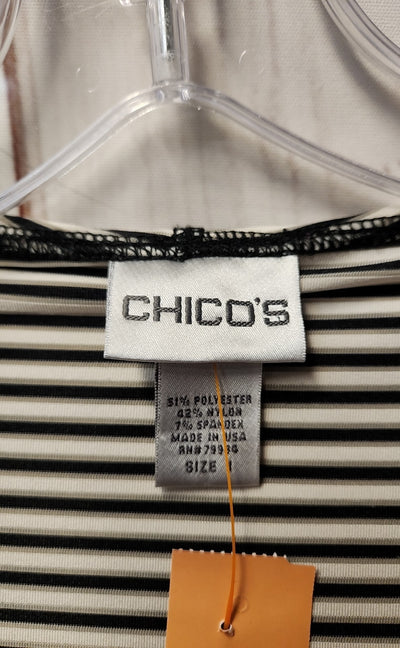 CHICO'S
51% POLYESTER
42% NYLON
7% SPANDEX
MADE IN USA
SIZE 1